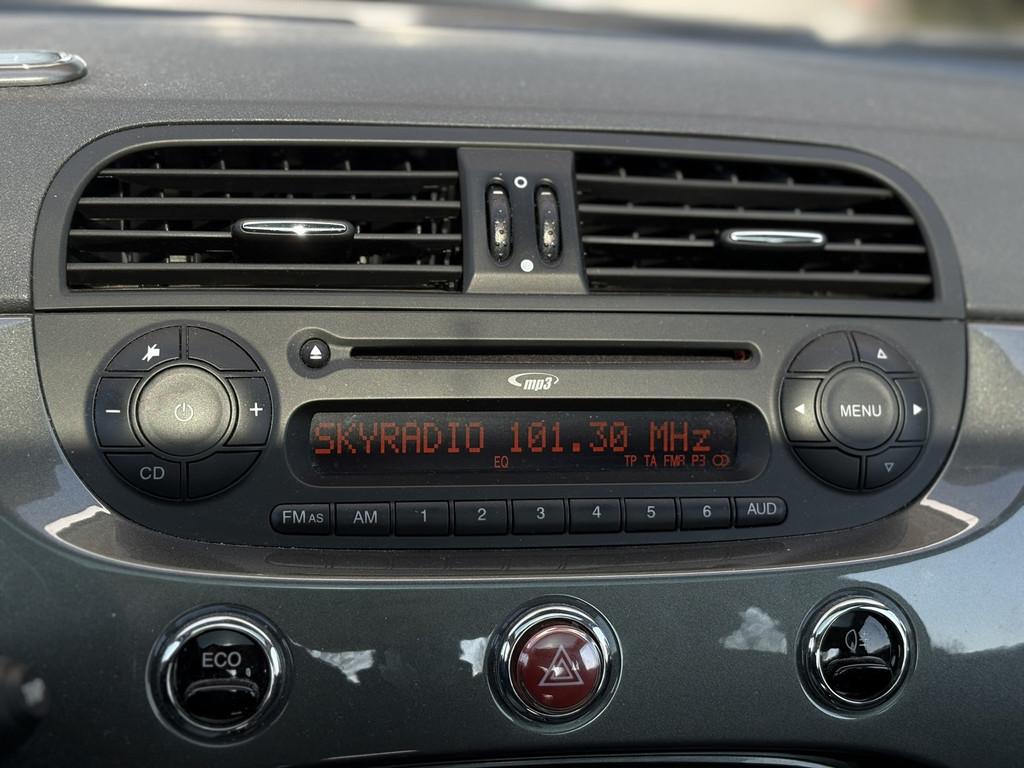 mp3
SKYRADIO 101.30 MHz
EQ TP TA FMR P3
MENU
CD
FM AS AM 1 2 3 4 5 6 AUD
ECO